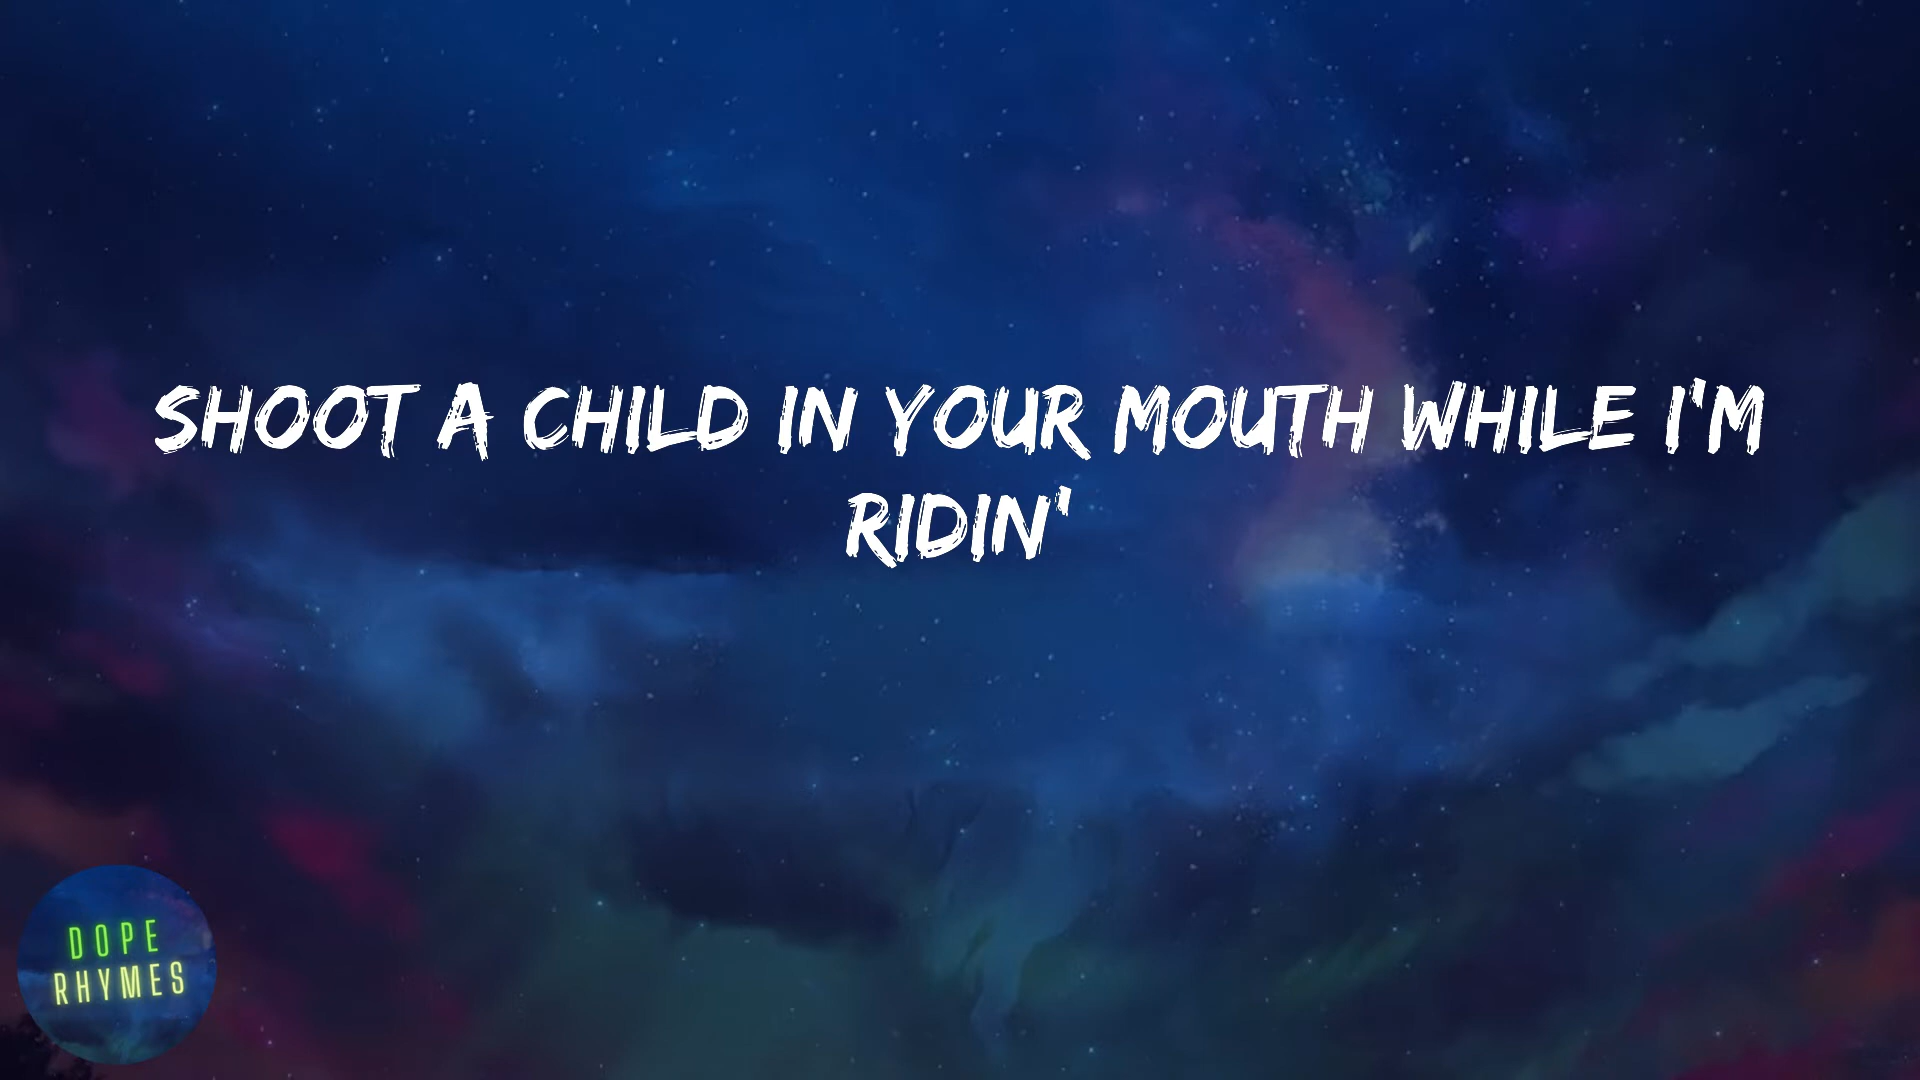 SHOOT A CHILD IN YOUR MOUTH WHILE I'M
RIDIN'
DOPE
RHYMES